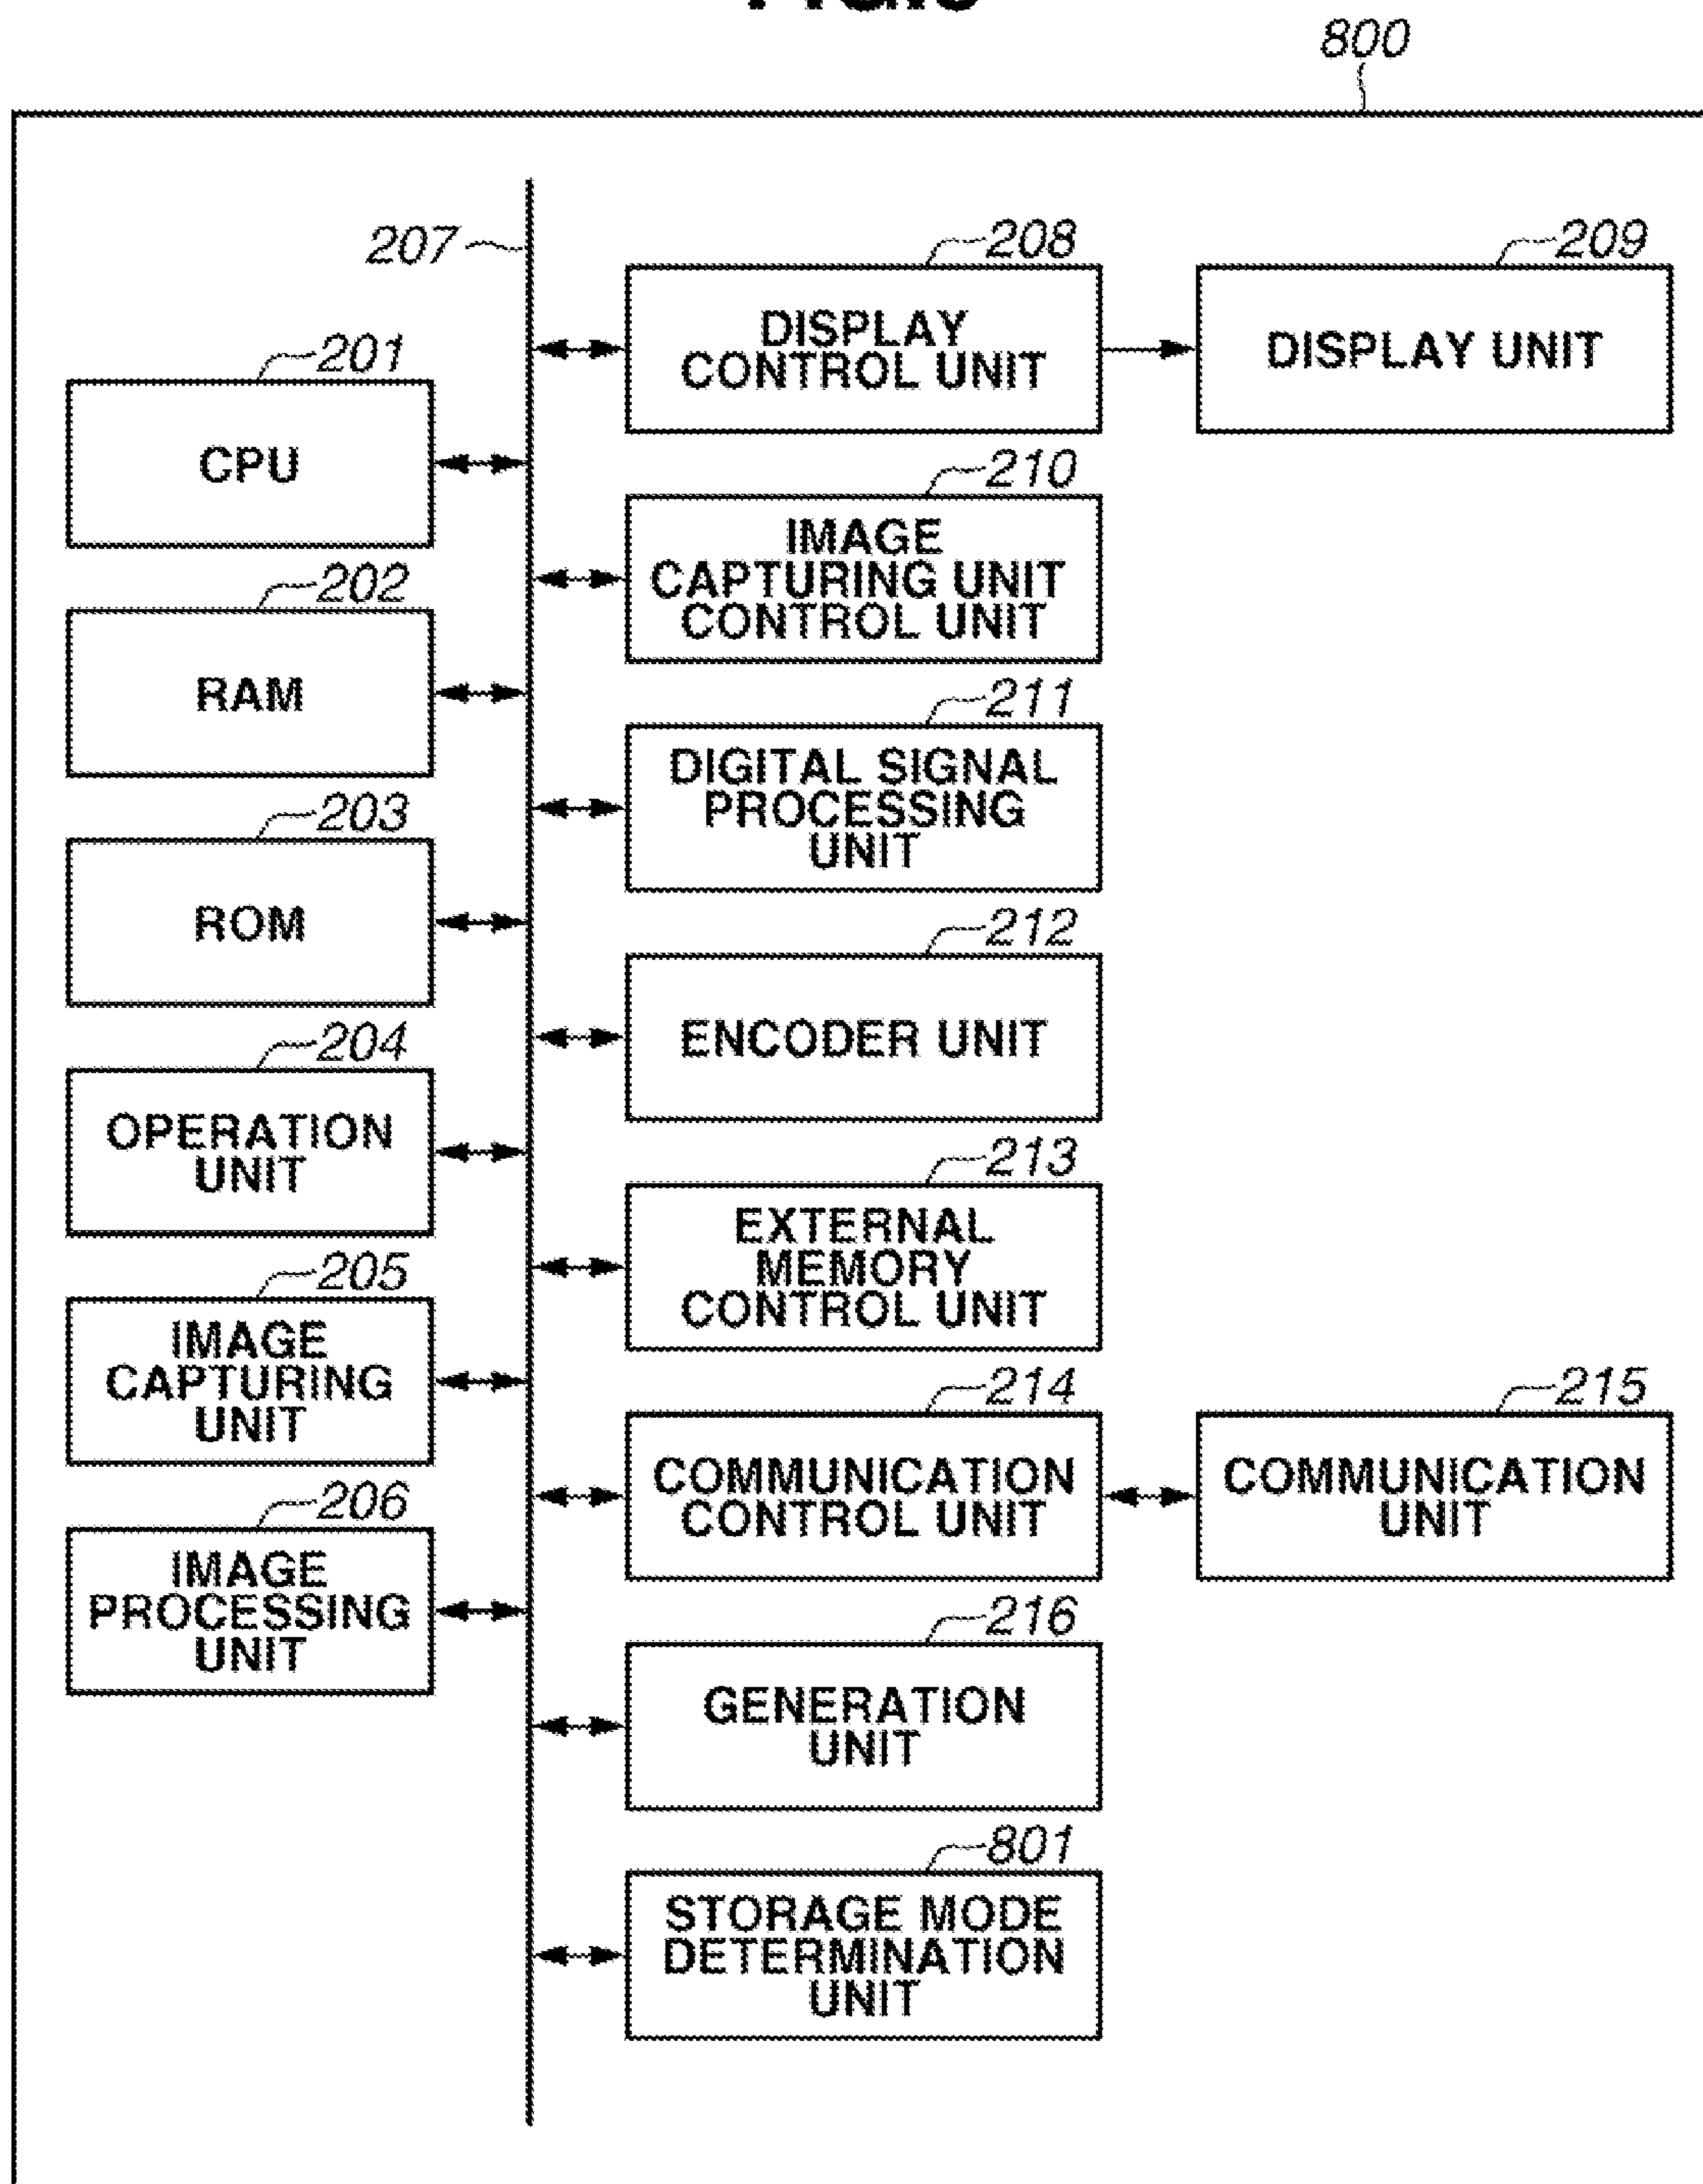 800
207
208
209
DISPLAY
CONTROL UNIT
DISPLAY UNIT
201
CPU
210
IMAGE
CAPTURING UNIT
CONTROL UNIT
202
RAM
211
DIGITAL SIGNAL
PROCESSING
UNIT
203
ROM
212
ENCODER UNIT
204
OPERATION
UNIT
213
EXTERNAL
MEMORY
CONTROL UNIT
205
IMAGE
CAPTURING
UNIT
214
COMMUNICATION
CONTROL UNIT
215
COMMUNICATION
UNIT
206
IMAGE
PROCESSING
UNIT
216
GENERATION
UNIT
801
STORAGE MODE
DETERMINATION
UNIT